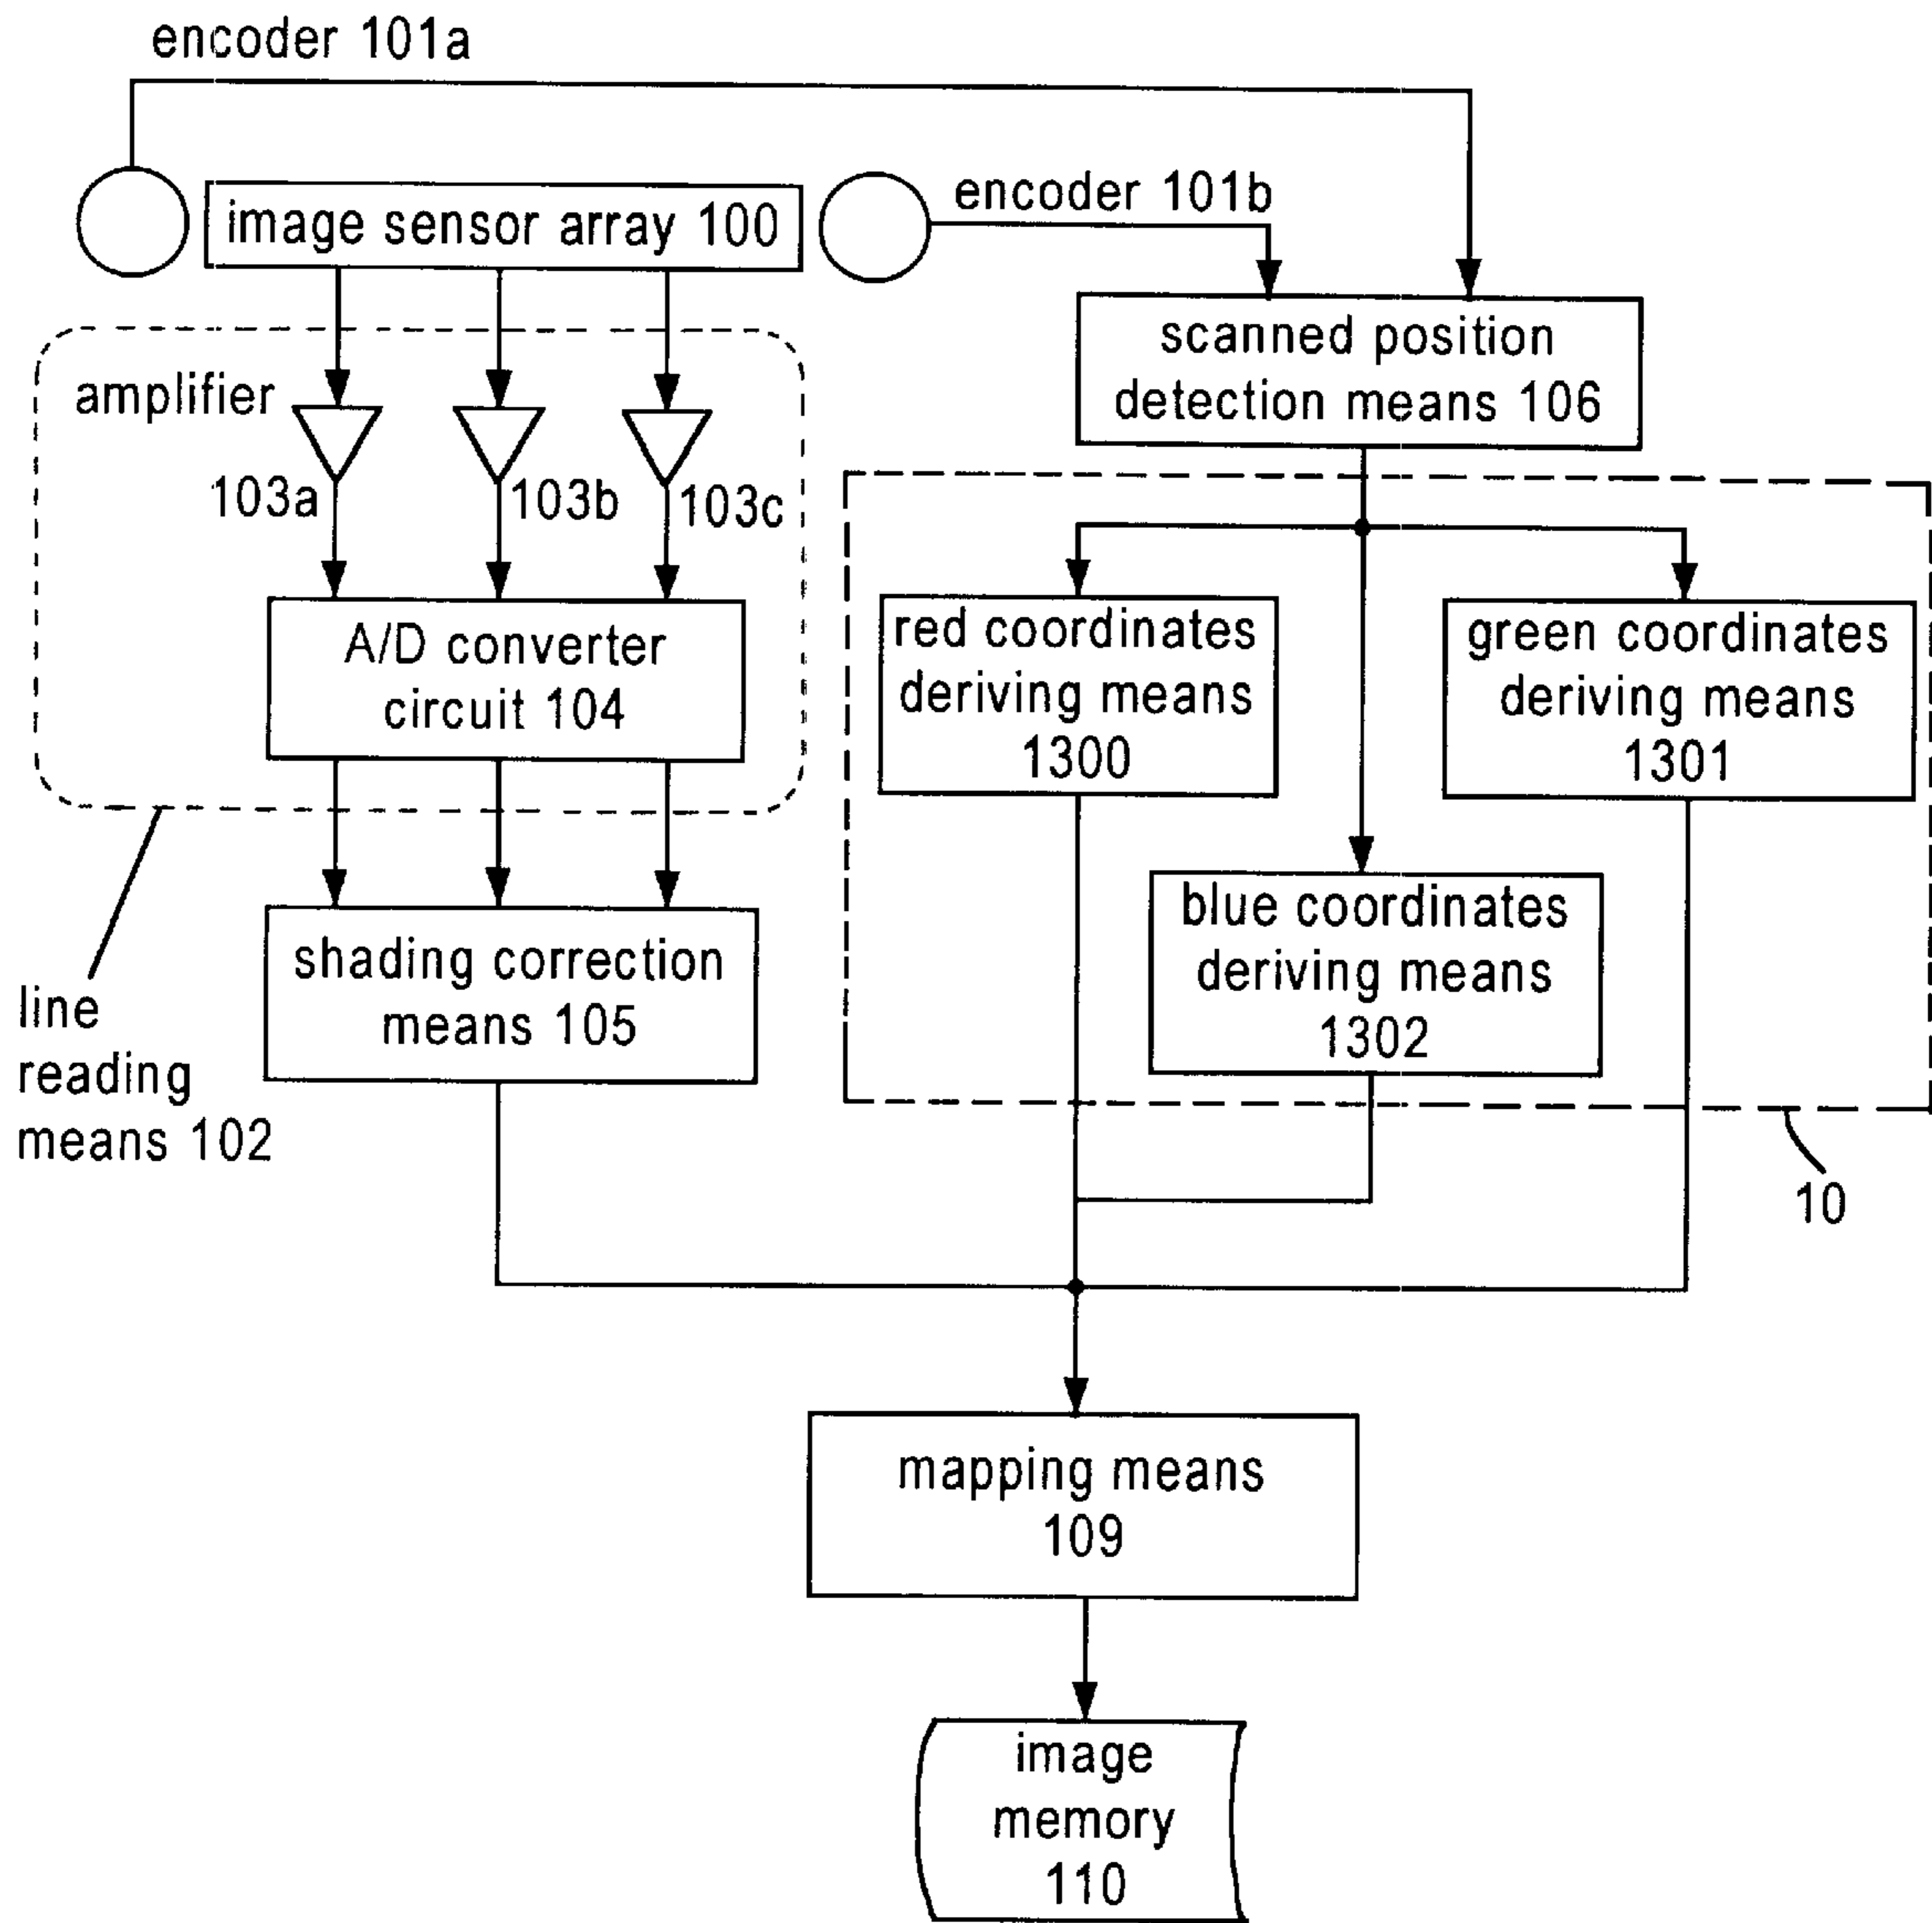 encoder 101a
image sensor array 100
encoder 101b
scanned position
detection means 106
amplifier
103a
103b
103c
A/D converter
circuit 104
red coordinates
deriving means
1300
green coordinates
deriving means
1301
blue coordinates
deriving means
1302
shading correction
means 105
line
reading
means 102
10
mapping means
109
image
memory
110